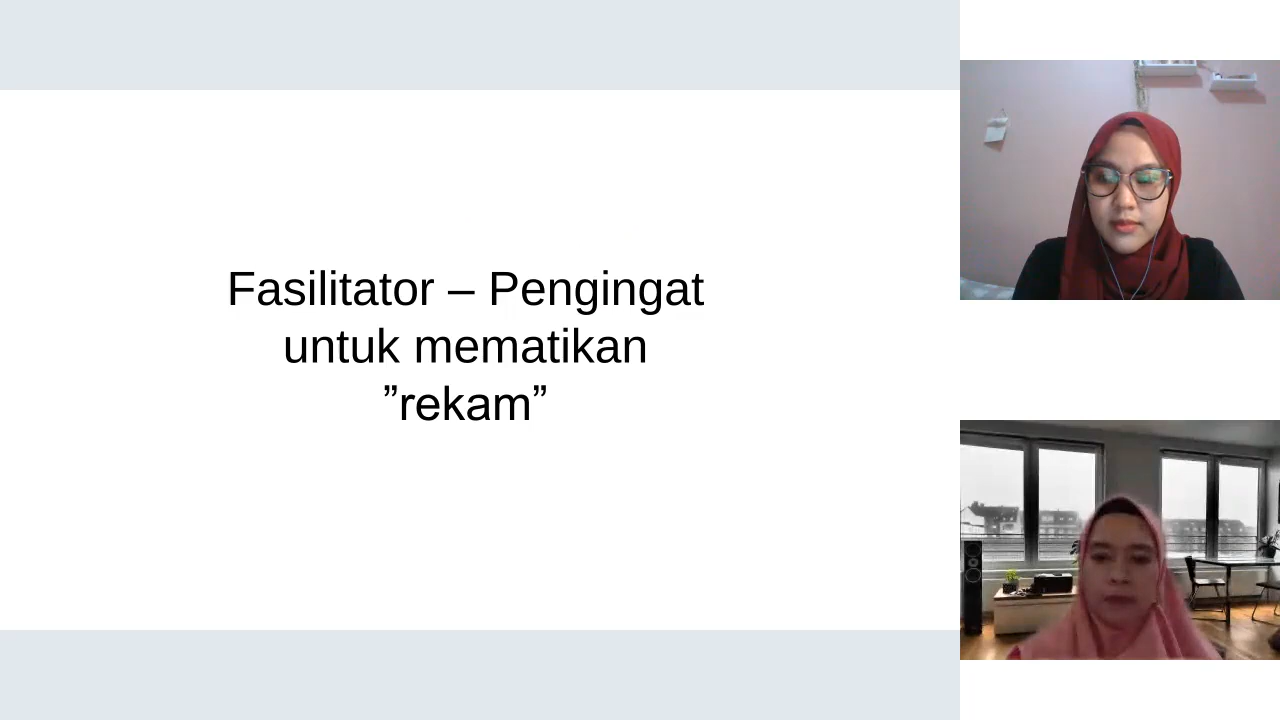 Fasilitator – Pengingat
untuk mematikan
”rekam”